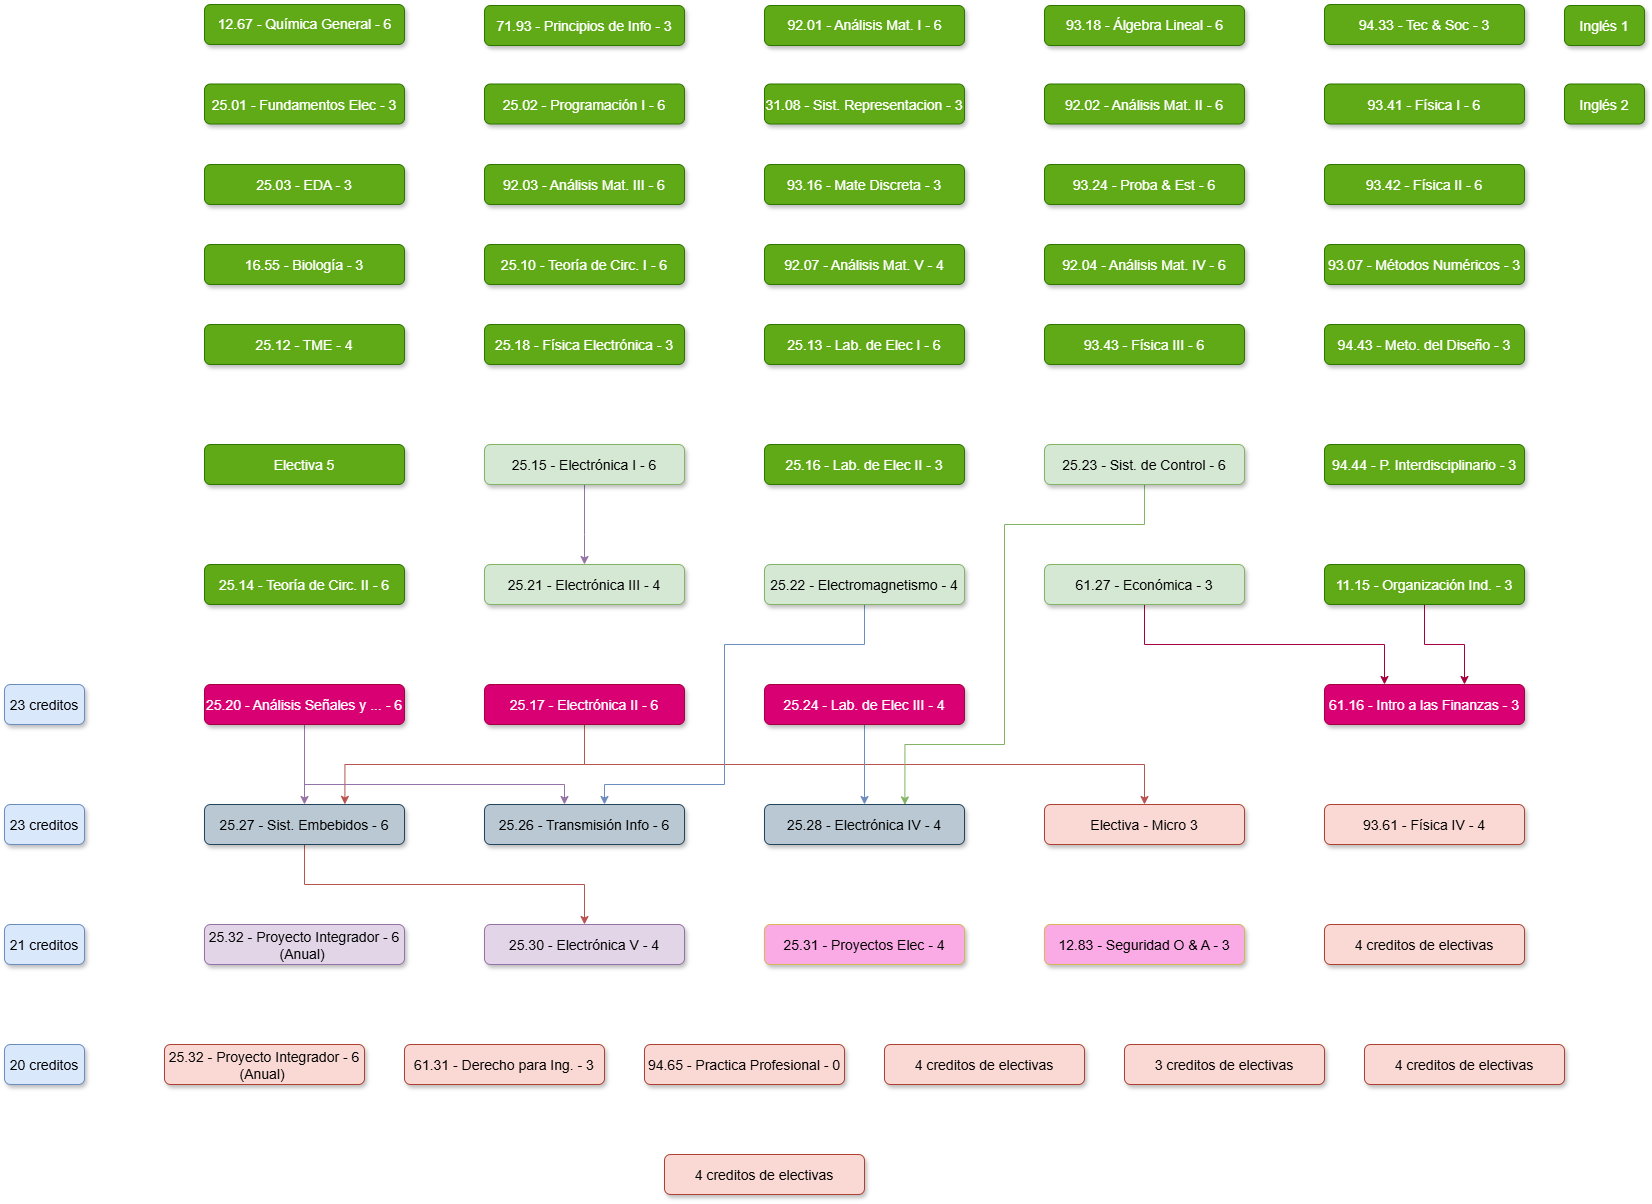 12.67 - Química General - 6
71.93 - Principios de Info - 3
92.01 - Análisis Mat. I - 6
93.18 - Álgebra Lineal - 6
94.33 - Tec & Soc - 3
Inglés 1
25.01 - Fundamentos Elec - 3
25.02 - Programación I - 6
31.08 - Sist. Representacion - 3
92.02 - Análisis Mat. II - 6
93.41 - Física I - 6
Inglés 2
25.03 - EDA - 3
92.03 - Análisis Mat. III - 6
93.16 - Mate Discreta - 3
93.24 - Proba & Est - 6
93.42 - Física II - 6
16.55 - Biología - 3
25.10 - Teoría de Circ. I - 6
92.07 - Análisis Mat. V - 4
92.04 - Análisis Mat. IV - 6
93.07 - Métodos Numéricos - 3
25.12 - TME - 4
25.18 - Física Electrónica - 3
25.13 - Lab. de Elec I - 6
93.43 - Física III - 6
94.43 - Meto. del Diseño - 3
Electiva 5
25.15 - Electrónica I - 6
25.16 - Lab. de Elec II - 3
25.23 - Sist. de Control - 6
94.44 - P. Interdisciplinario - 3
25.14 - Teoría de Circ. II - 6
25.21 - Electrónica III - 4
25.22 - Electromagnetismo - 4
61.27 - Económica - 3
11.15 - Organización Ind. - 3
23 creditos
25.20 - Análisis Señales y ... - 6
25.17 - Electrónica II - 6
25.24 - Lab. de Elec III - 4
61.16 - Intro a las Finanzas - 3
23 creditos
25.27 - Sist. Embebidos - 6
25.26 - Transmisión Info - 6
25.28 - Electrónica IV - 4
Electiva - Micro 3
93.61 - Física IV - 4
21 creditos
25.32 - Proyecto Integrador - 6
(Anual)
25.30 - Electrónica V - 4
25.31 - Proyectos Elec - 4
12.83 - Seguridad O & A - 3
4 creditos de electivas
20 creditos
25.32 - Proyecto Integrador - 6
(Anual)
61.31 - Derecho para Ing. - 3
94.65 - Practica Profesional - 0
4 creditos de electivas
3 creditos de electivas
4 creditos de electivas
4 creditos de electivas